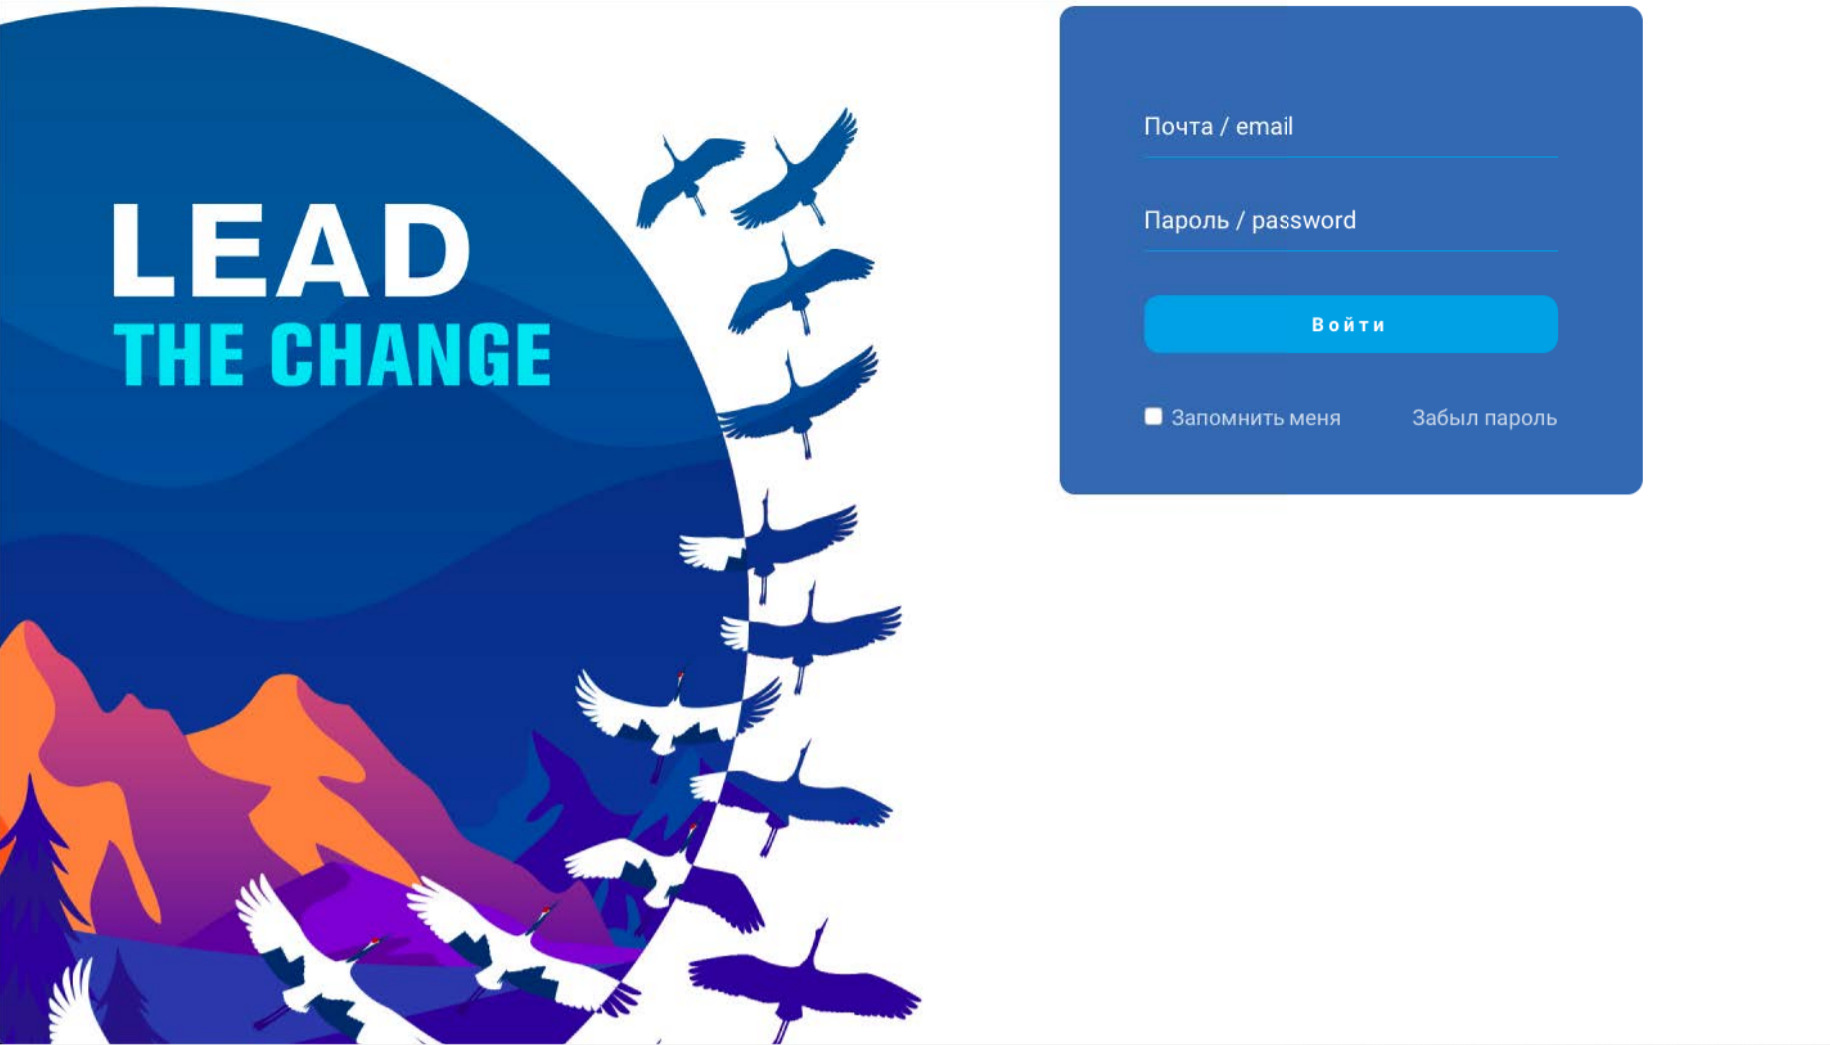 LEAD
THE CHANGE
Почта / email
Пароль / password
Войти
Запомнить меня
Забыл пароль